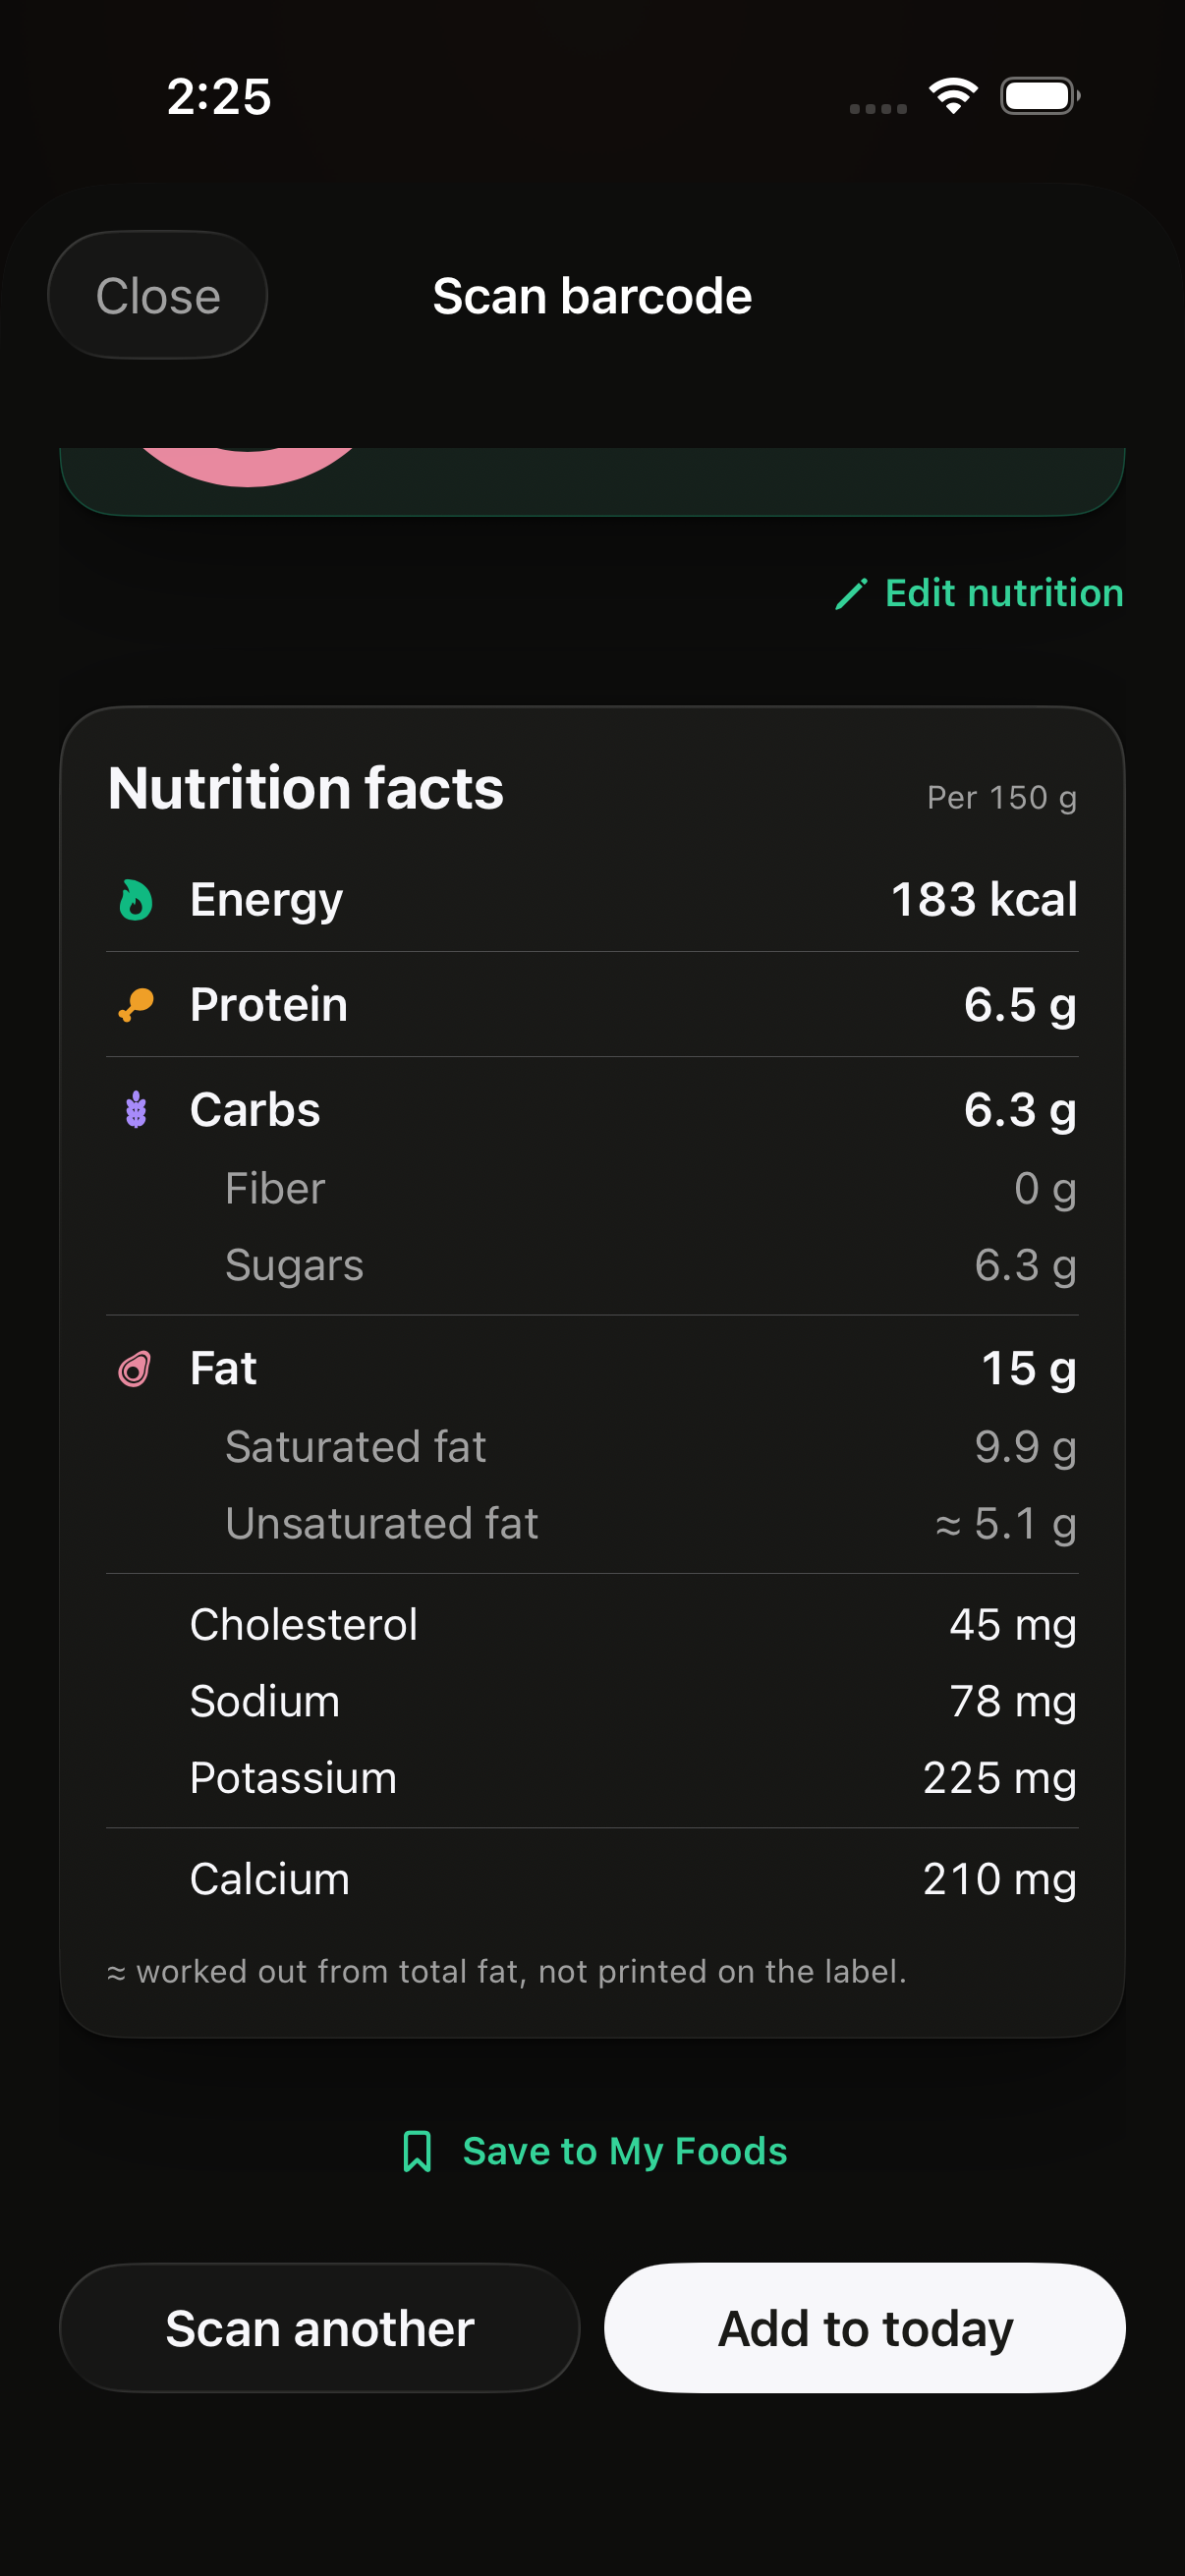 2:25
Close
Scan barcode
Edit nutrition
Nutrition facts
Per 150 g
Energy 183 kcal
Protein 6.5 g
Carbs 6.3 g
Fiber 0 g
Sugars 6.3 g
Fat 15 g
Saturated fat 9.9 g
Unsaturated fat ≈ 5.1 g
Cholesterol 45 mg
Sodium 78 mg
Potassium 225 mg
Calcium 210 mg
≈ worked out from total fat, not printed on the label.
Save to My Foods
Scan another
Add to today